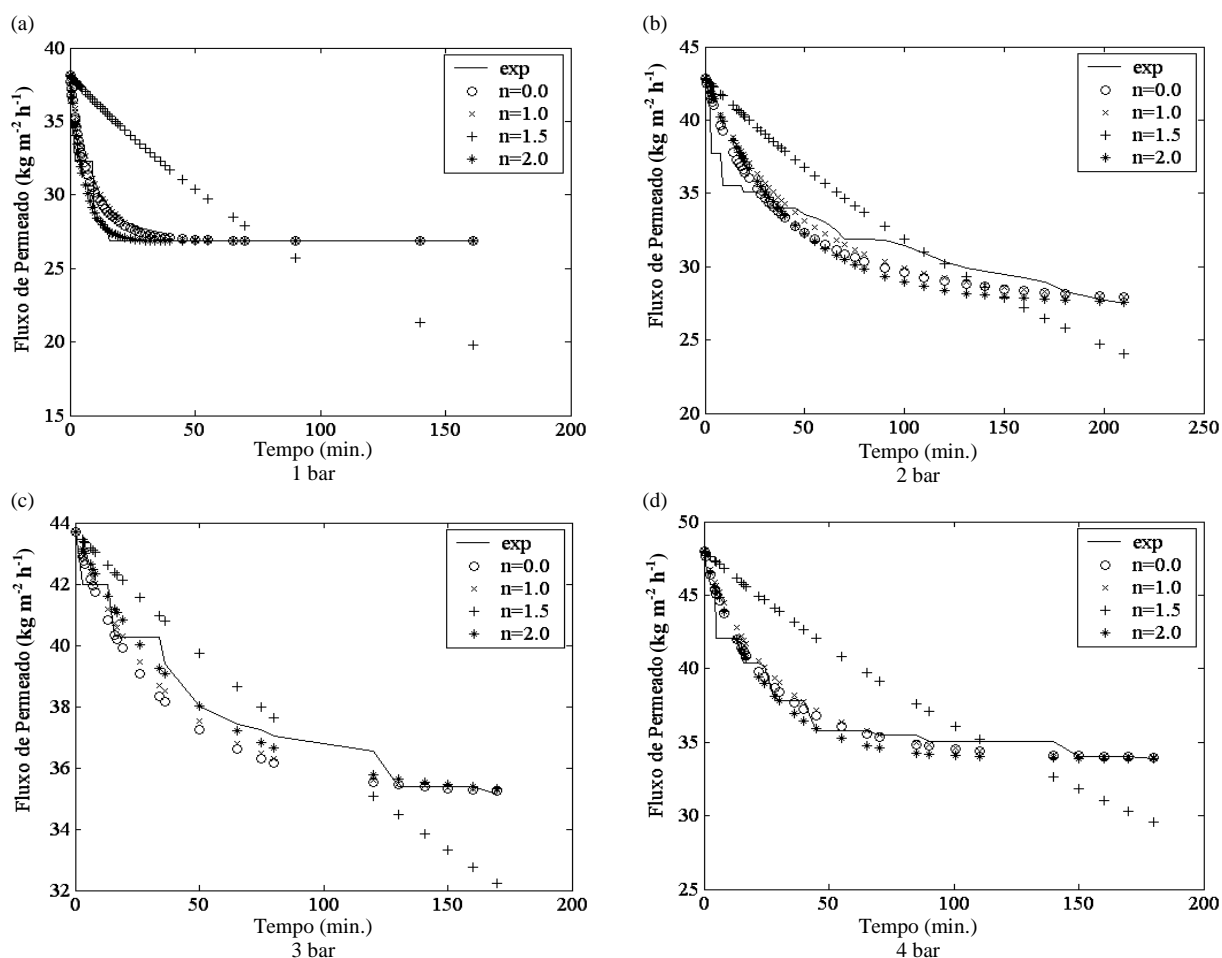 (a)
Fluxo de Permeado (kg m-2 h-1)
40
35
30
25
20
15
0
50
100
150
200
exp
n=0.0
n=1.0
n=1.5
n=2.0
Tempo (min.)
1 bar
(b)
Fluxo de Permeado (kg m-2 h-1)
45
40
35
30
25
20
0
50
100
150
200
250
exp
n=0.0
n=1.0
n=1.5
n=2.0
Tempo (min.)
2 bar
(c)
Fluxo de Permeado (kg m-2 h-1)
44
42
40
38
36
34
32
0
50
100
150
200
exp
n=0.0
n=1.0
n=1.5
n=2.0
Tempo (min.)
3 bar
(d)
Fluxo de Permeado (kg m-2 h-1)
50
45
40
35
30
25
0
50
100
150
200
exp
n=0.0
n=1.0
n=1.5
n=2.0
Tempo (min.)
4 bar